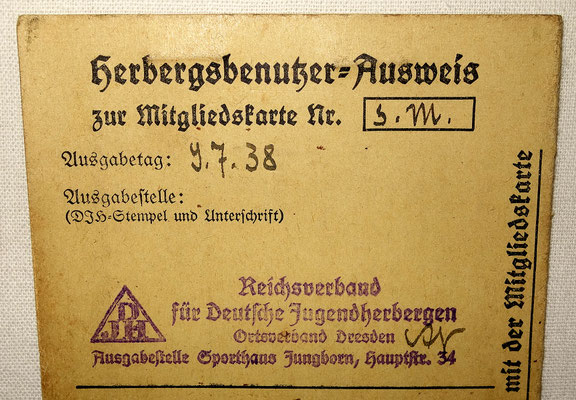 Herbergsbenutzer-Ausweis
zur Mitgliedskarte Nr. s. M.
Ausgabetag: 9.7.38
Ausgabestelle:
(DJH-Stempel und Unterschrift)
DJH
Reichsverband
für Deutsche Jugendherbergen
Ortsverband Dresden
Ausgabestelle Sporthaus Jungborn, Hauptstr. 34
mit der Mitgliedskarte